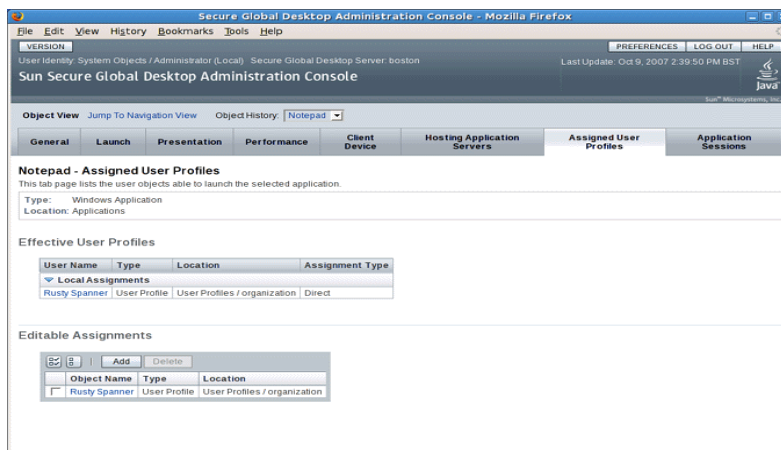 Secure Global Desktop Administration Console - Mozilla Firefox
File Edit View History Bookmarks Tools Help
VERSION PREFERENCES LOG OUT HELP
User Identity: System Objects / Administrator (Local) Secure Global Desktop Server: boston Last Update: Oct 9, 2007 2:39:50 PM BST
Sun Secure Global Desktop Administration Console
Java
Sun™ Microsystems, Inc.
Object View Jump To Navigation View Object History: Notepad
General Launch Presentation Performance Client Device Hosting Application Servers Assigned User Profiles Application Sessions
Notepad - Assigned User Profiles
This tab page lists the user objects able to launch the selected application.
Type: Windows Application
Location: Applications
Effective User Profiles
User Name Type Location Assignment Type
Local Assignments
Rusty Spanner User Profile User Profiles / organization Direct
Editable Assignments
Add Delete
Object Name Type Location
Rusty Spanner User Profile User Profiles / organization